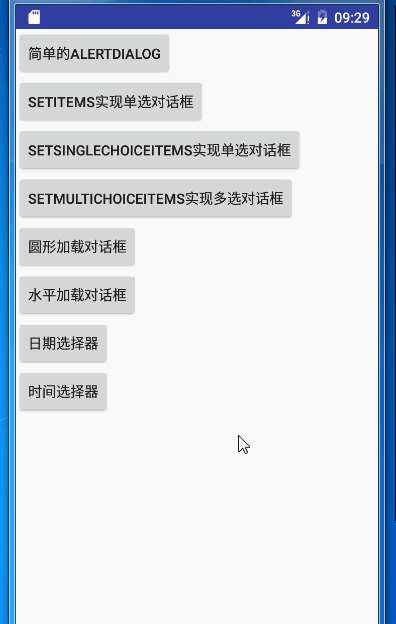 3G 09:29
简单的ALERTDIALOG
SETITEMS实现单选对话框
SETSINGLECHOICEITEMS实现单选对话框
SETMULTICHOICEITEMS实现多选对话框
圆形加载对话框
水平加载对话框
日期选择器
时间选择器